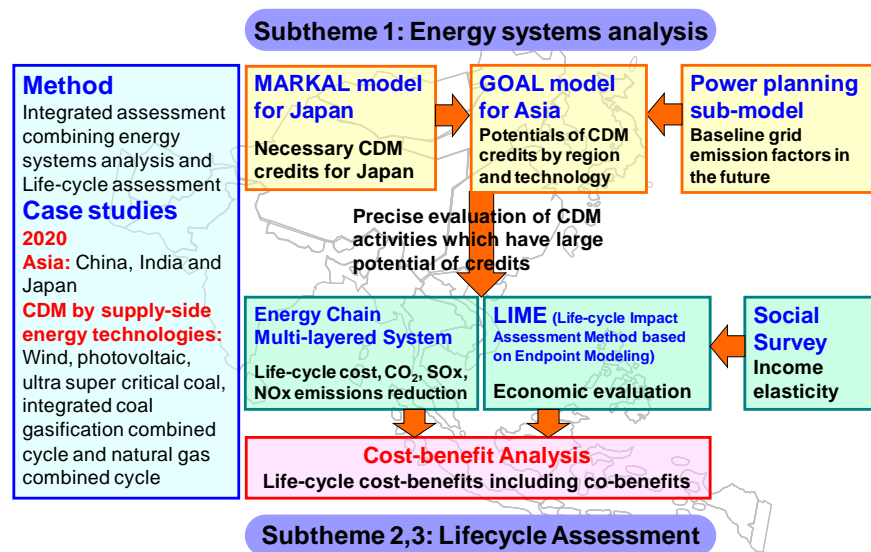 Subtheme 1: Energy systems analysis
Method
Integrated assessment
combining energy
systems analysis and
Life-cycle assessment
Case studies
2020
Asia: China, India and
Japan
CDM by supply-side
energy technologies:
Wind, photovoltaic,
ultra super critical coal,
integrated coal
gasification combined
cycle and natural gas
combined cycle
MARKAL model
for Japan
Necessary CDM
credits for Japan
GOAL model
for Asia
Potentials of CDM
credits by region
and technology
Power planning
sub-model
Baseline grid
emission factors in
the future
Precise evaluation of CDM
activities which have large
potential of credits
Energy Chain
Multi-layered System
Life-cycle cost, CO₂, SOx,
NOx emissions reduction
LIME (Life-cycle Impact
Assessment Method based
on Endpoint Modeling)
Economic evaluation
Social
Survey
Income
elasticity
Cost-benefit Analysis
Life-cycle cost-benefits including co-benefits
Subtheme 2,3: Lifecycle Assessment